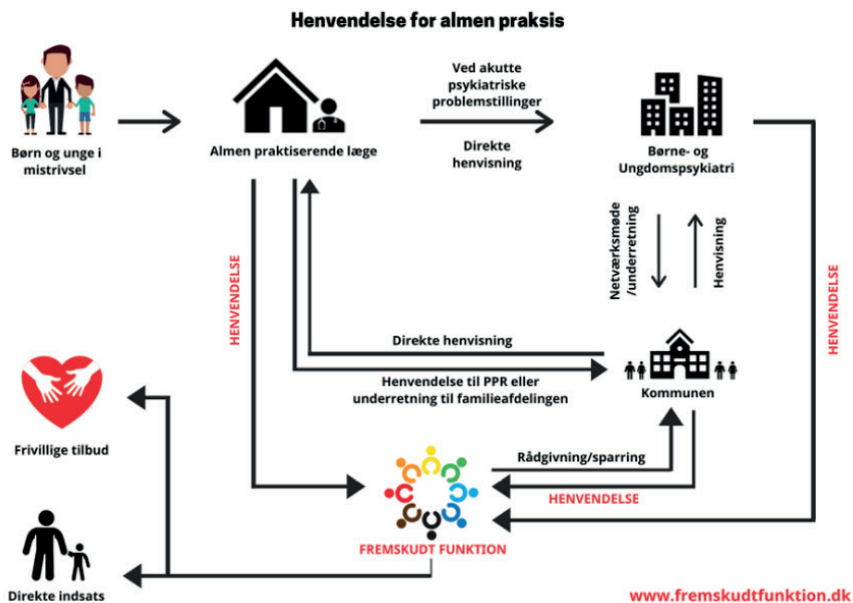 Henvendelse for almen praksis
Børn og unge i
mistrivsel
Almen praktiserende læge
Ved akutte
psykiatriske
problemstillinger
Direkte
henvisning
Børne- og
Ungdomspsykiatri
HENVENDELSE
Netværksmøde
/underretning
Henvisning
HENVENDELSE
Direkte henvisning
Henvendelse til PPR eller
underretning til familieafdelingen
Kommunen
Frivillige tilbud
Rådgivning/sparring
HENVENDELSE
FREMSKUDT FUNKTION
Direkte indsats
www.fremskudtfunktion.dk